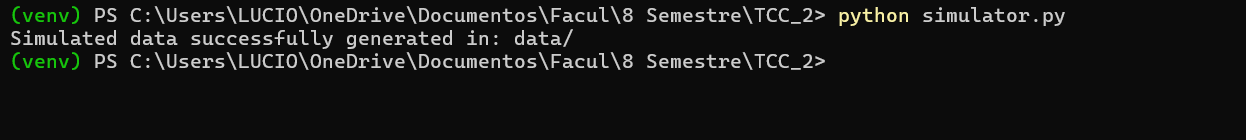 (venv) PS C:\Users\LUCIO\OneDrive\Documentos\Facul\8 Semestre\TCC_2> python simulator.py
Simulated data successfully generated in: data/
(venv) PS C:\Users\LUCIO\OneDrive\Documentos\Facul\8 Semestre\TCC_2>